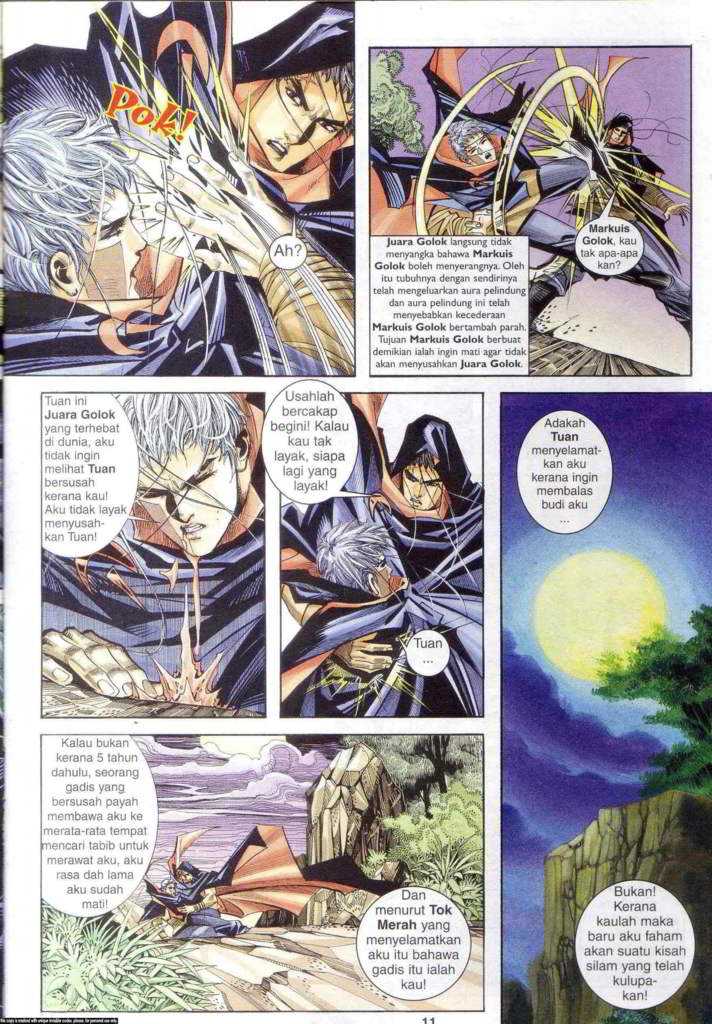 Pok!
Ah?
Juara Golok langsung tidak
menyangka bahawa Markuis
Golok boleh menyerangnya. Oleh
itu tubuhnya dengan sendirinya
telah mengeluarkan aura pelindung
dan aura pelindung ini telah
menyebabkan kecederaan
Markuis Golok bertambah parah.
Tujuan Markuis Golok berbuat
demikian ialah ingin mati agar tidak
akan menyusahkan Juara Golok.
Markuis
Golok, kau
tak apa-apa
kan?
Tuan ini
Juara Golok
yang terhebat
di dunia, aku
tidak ingin
melihat Tuan
bersusah
kerana kau!
Aku tidak layak
menyusah-
kan Tuan!
Usahlah
bercakap
begini! Kalau
kau tak
layak, siapa
lagi yang
layak!
Tuan
...
Adakah
Tuan
menyelamat-
kan aku
kerana ingin
membalas
budi aku
...
Kalau bukan
kerana 5 tahun
dahulu, seorang
gadis yang
bersusah payah
membawa aku ke
merata-rata tempat
mencari tabib untuk
merawat aku, aku
rasa dah lama
aku sudah
mati!
Dan
menurut Tok
Merah yang
menyelamatkan
aku itu bahawa
gadis itu ialah
kau!
Bukan!
Kerana
kaulah maka
baru aku faham
akan suatu kisah
silam yang telah
kulupa-
kan!
11